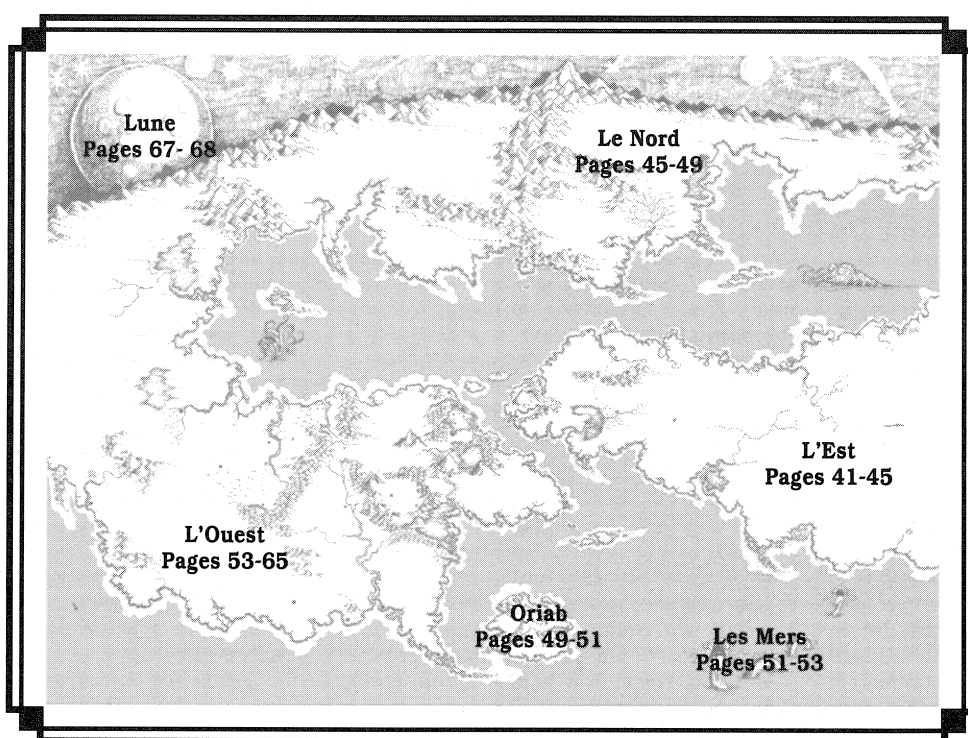 Lune
Pages 67- 68
Le Nord
Pages 45-49
L'Est
Pages 41-45
L'Ouest
Pages 53-65
Oriab
Pages 49-51
Les Mers
Pages 51-53